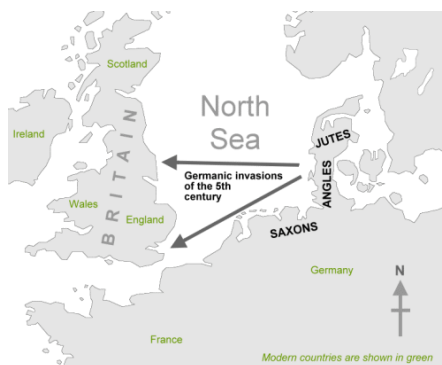 Scotland
North
Sea
Ireland
JUTES
Germanic invasions
of the 5th
century
ANGLES
Wales
BRITAIN
England
SAXONS
Germany
N
France
Modern countries are shown in green